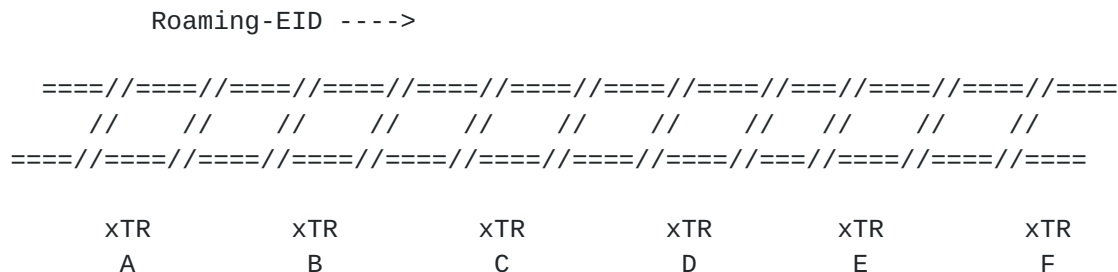 Roaming-EID ---->
====//====//====//====//====//====//====//====//===//====//====//====
//     //     //     //     //     //     //     //   //     //     //
====//====//====//====//====//====//====//====//===//====//====//====
xTR xTR xTR xTR xTR xTR
A B C D E F